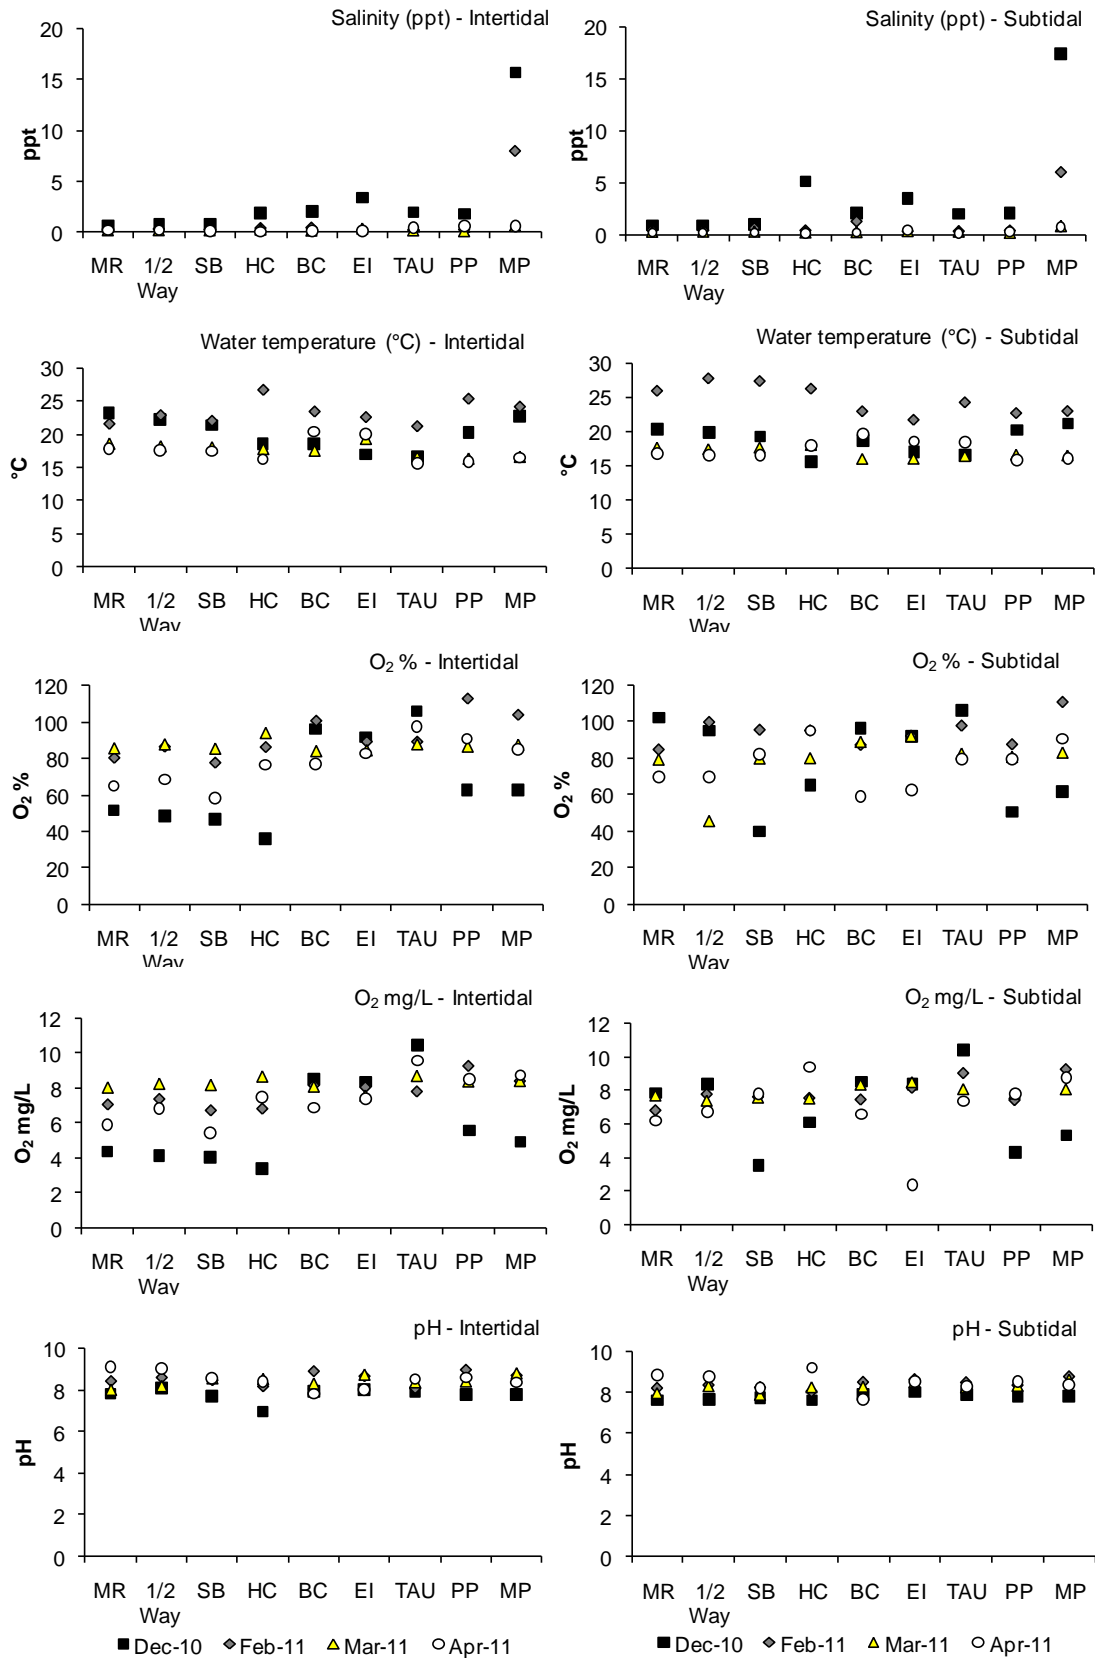 Salinity (ppt) - Intertidal
20
15
10
5
0
ppt
MR 1/2 SB HC BC EI TAU PP MP
Way
Salinity (ppt) - Subtidal
20
15
10
5
0
ppt
MR 1/2 SB HC BC EI TAU PP MP
Way
Water temperature (°C) - Intertidal
30
25
20
15
10
5
0
°C
MR 1/2 SB HC BC EI TAU PP MP
Way
Water temperature (°C) - Subtidal
30
25
20
15
10
5
0
°C
MR 1/2 SB HC BC EI TAU PP MP
Way
O₂ % - Intertidal
120
100
80
60
40
20
0
O₂ %
MR 1/2 SB HC BC EI TAU PP MP
Way
O₂ % - Subtidal
120
100
80
60
40
20
0
O₂ %
MR 1/2 SB HC BC EI TAU PP MP
Way
O₂ mg/L - Intertidal
12
10
8
6
4
2
0
O₂ mg/L
MR 1/2 SB HC BC EI TAU PP MP
Way
O₂ mg/L - Subtidal
12
10
8
6
4
2
0
O₂ mg/L
MR 1/2 SB HC BC EI TAU PP MP
Way
pH - Intertidal
10
8
6
4
2
0
pH
MR 1/2 SB HC BC EI TAU PP MP
Way
Dec-10 Feb-11 Mar-11 Apr-11
pH - Subtidal
10
8
6
4
2
0
pH
MR 1/2 SB HC BC EI TAU PP MP
Way
Dec-10 Feb-11 Mar-11 Apr-11